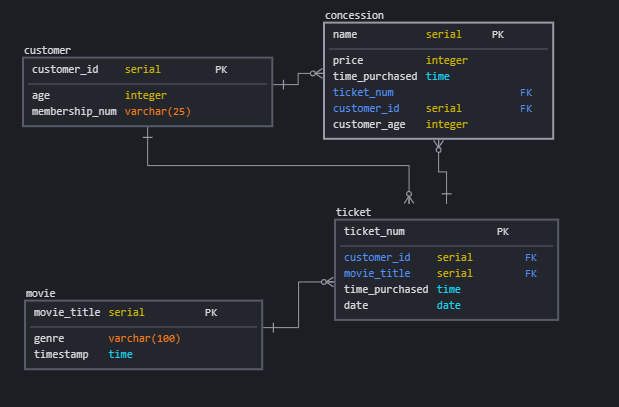 concession
name serial PK
price integer
time_purchased time
ticket_num FK
customer_id serial FK
customer_age integer
customer
customer_id serial PK
age integer
membership_num varchar(25)
ticket
ticket_num PK
customer_id serial FK
movie_title serial FK
time_purchased time
date date
movie
movie_title serial PK
genre varchar(100)
timestamp time